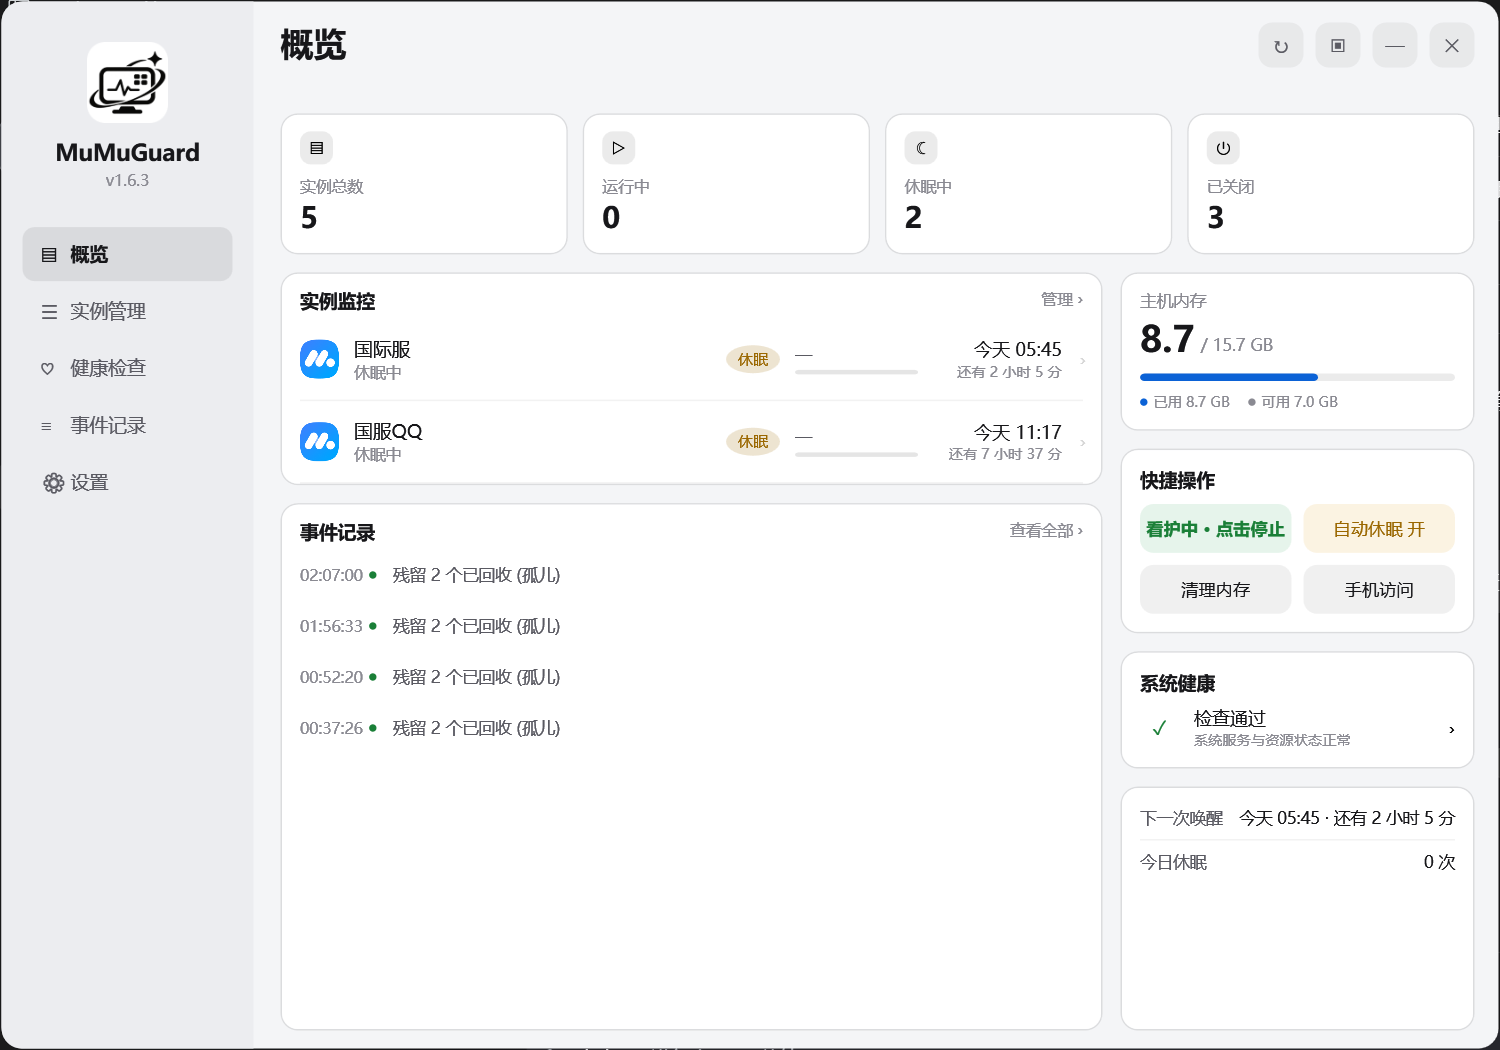 概览
MuMuGuard
v1.6.3
概览
实例管理
健康检查
事件记录
设置
实例总数
5
运行中
0
休眠中
2
已关闭
3
实例监控
管理 ›
国际服
休眠中
休眠
—
今天 05:45
还有 2 小时 5 分
国服QQ
休眠中
休眠
—
今天 11:17
还有 7 小时 37 分
事件记录
查看全部 ›
02:07:00 ● 残留 2 个已回收 (孤儿)
01:56:33 ● 残留 2 个已回收 (孤儿)
00:52:20 ● 残留 2 个已回收 (孤儿)
00:37:26 ● 残留 2 个已回收 (孤儿)
主机内存
8.7 / 15.7 GB
● 已用 8.7 GB ● 可用 7.0 GB
快捷操作
看护中・点击停止
自动休眠 开
清理内存
手机访问
系统健康
检查通过
系统服务与资源状态正常
下一次唤醒 今天 05:45 · 还有 2 小时 5 分
今日休眠 0 次